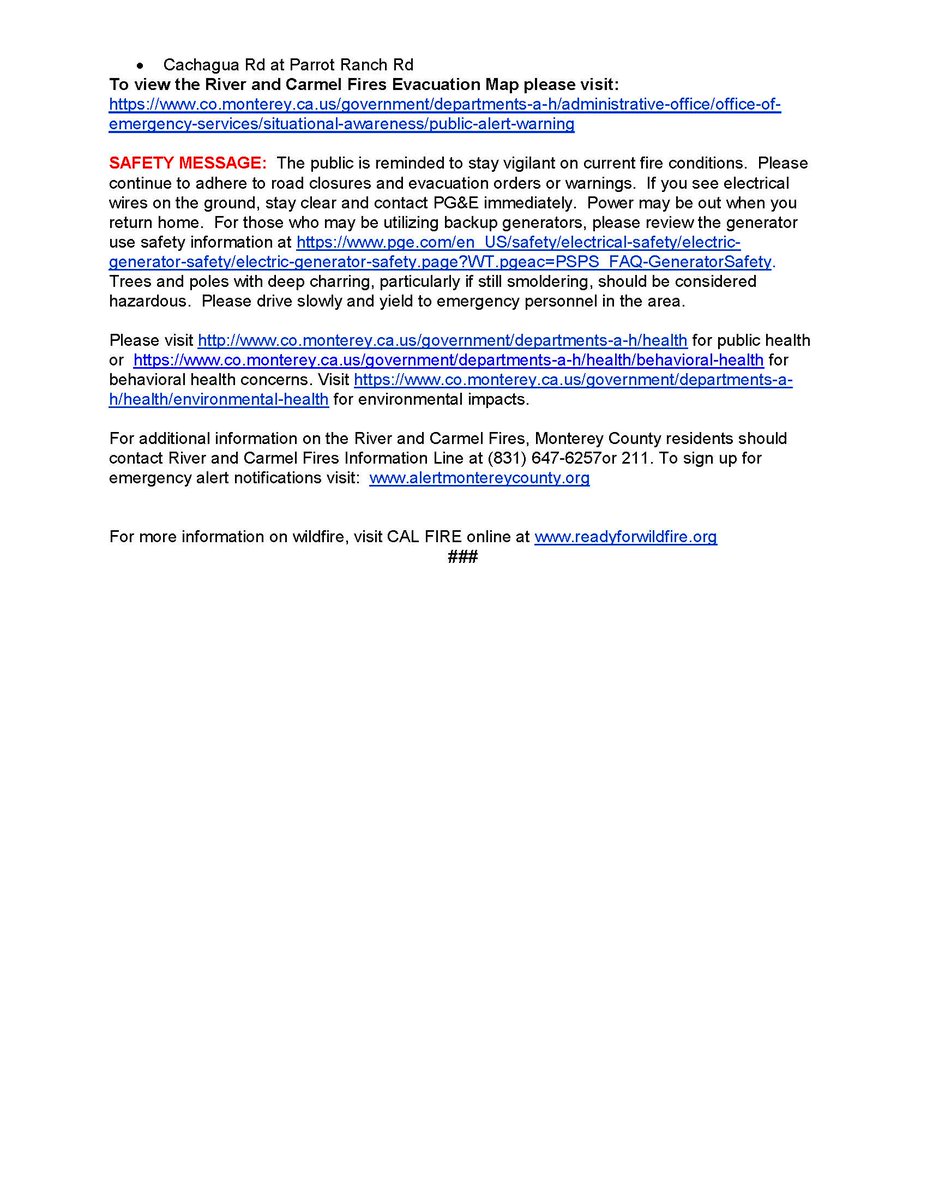 • Cachagua Rd at Parrot Ranch Rd
To view the River and Carmel Fires Evacuation Map please visit:
https://www.co.monterey.ca.us/government/departments-a-h/administrative-office/office-of-
emergency-services/situational-awareness/public-alert-warning
SAFETY MESSAGE: The public is reminded to stay vigilant on current fire conditions. Please
continue to adhere to road closures and evacuation orders or warnings. If you see electrical
wires on the ground, stay clear and contact PG&E immediately. Power may be out when you
return home. For those who may be utilizing backup generators, please review the generator
use safety information at https://www.pge.com/en_US/safety/electrical-safety/electric-
generator-safety/electric-generator-safety.page?WT.pgeac=PSPS_FAQ-GeneratorSafety.
Trees and poles with deep charring, particularly if still smoldering, should be considered
hazardous. Please drive slowly and yield to emergency personnel in the area.
Please visit http://www.co.monterey.ca.us/government/departments-a-h/health for public health
or https://www.co.monterey.ca.us/government/departments-a-h/health/behavioral-health for
behavioral health concerns. Visit https://www.co.monterey.ca.us/government/departments-a-
h/health/environmental-health for environmental impacts.
For additional information on the River and Carmel Fires, Monterey County residents should
contact River and Carmel Fires Information Line at (831) 647-6257or 211. To sign up for
emergency alert notifications visit: www.alertmontereycounty.org
For more information on wildfire, visit CAL FIRE online at www.readyforwildfire.org
###